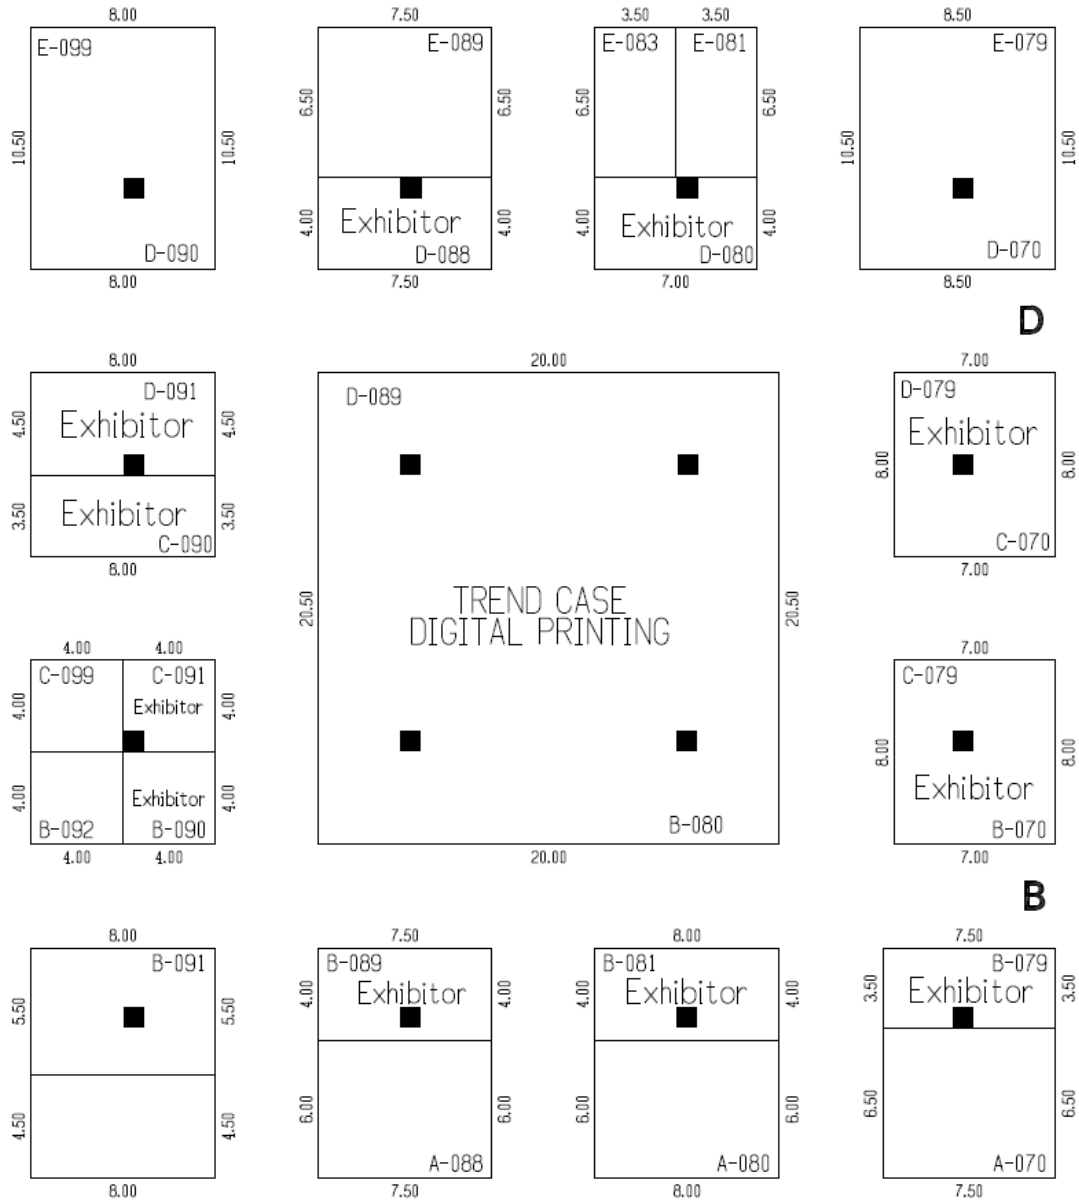 8.00
7.50
3.50 3.50
8.50
E-099
E-089
E-083 E-081
E-079
10.50 10.50
6.50 6.50
6.50 6.50
10.50 10.50
4.00 Exhibitor 4.00
4.00 Exhibitor 4.00
D-090
D-088
D-080
D-070
8.00
7.50
7.00
8.50
D
8.00
20.00
7.00
D-091
D-089
D-079
4.50 Exhibitor 4.50
Exhibitor
8.00 8.00
3.50 Exhibitor 3.50
C-090
C-070
8.00
7.00
20.50 20.50
TREND CASE
DIGITAL PRINTING
4.00 4.00
7.00
C-099 C-091
C-079
4.00 Exhibitor 4.00
8.00 8.00
4.00 Exhibitor 4.00
Exhibitor
B-092 B-090
B-080
B-070
4.00 4.00
20.00
7.00
B
8.00
7.50
8.00
7.50
B-091
B-089
B-081
B-079
5.50 5.50
4.00 Exhibitor 4.00
4.00 Exhibitor 4.00
3.50 Exhibitor 3.50
4.50 4.50
6.00 6.00
6.00 6.00
6.50 6.50
A-088
A-080
A-070
8.00
7.50
8.00
7.50